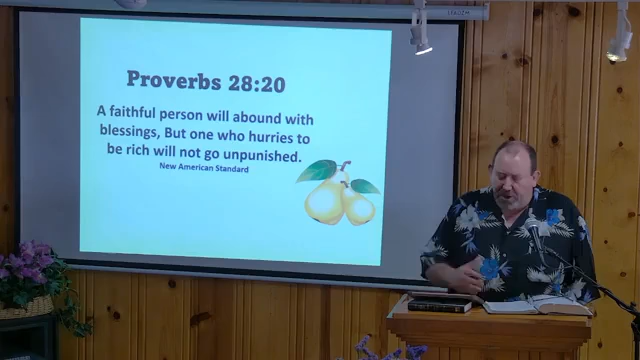 Proverbs 28:20
A faithful person will abound with
blessings, But one who hurries to
be rich will not go unpunished.
New American Standard